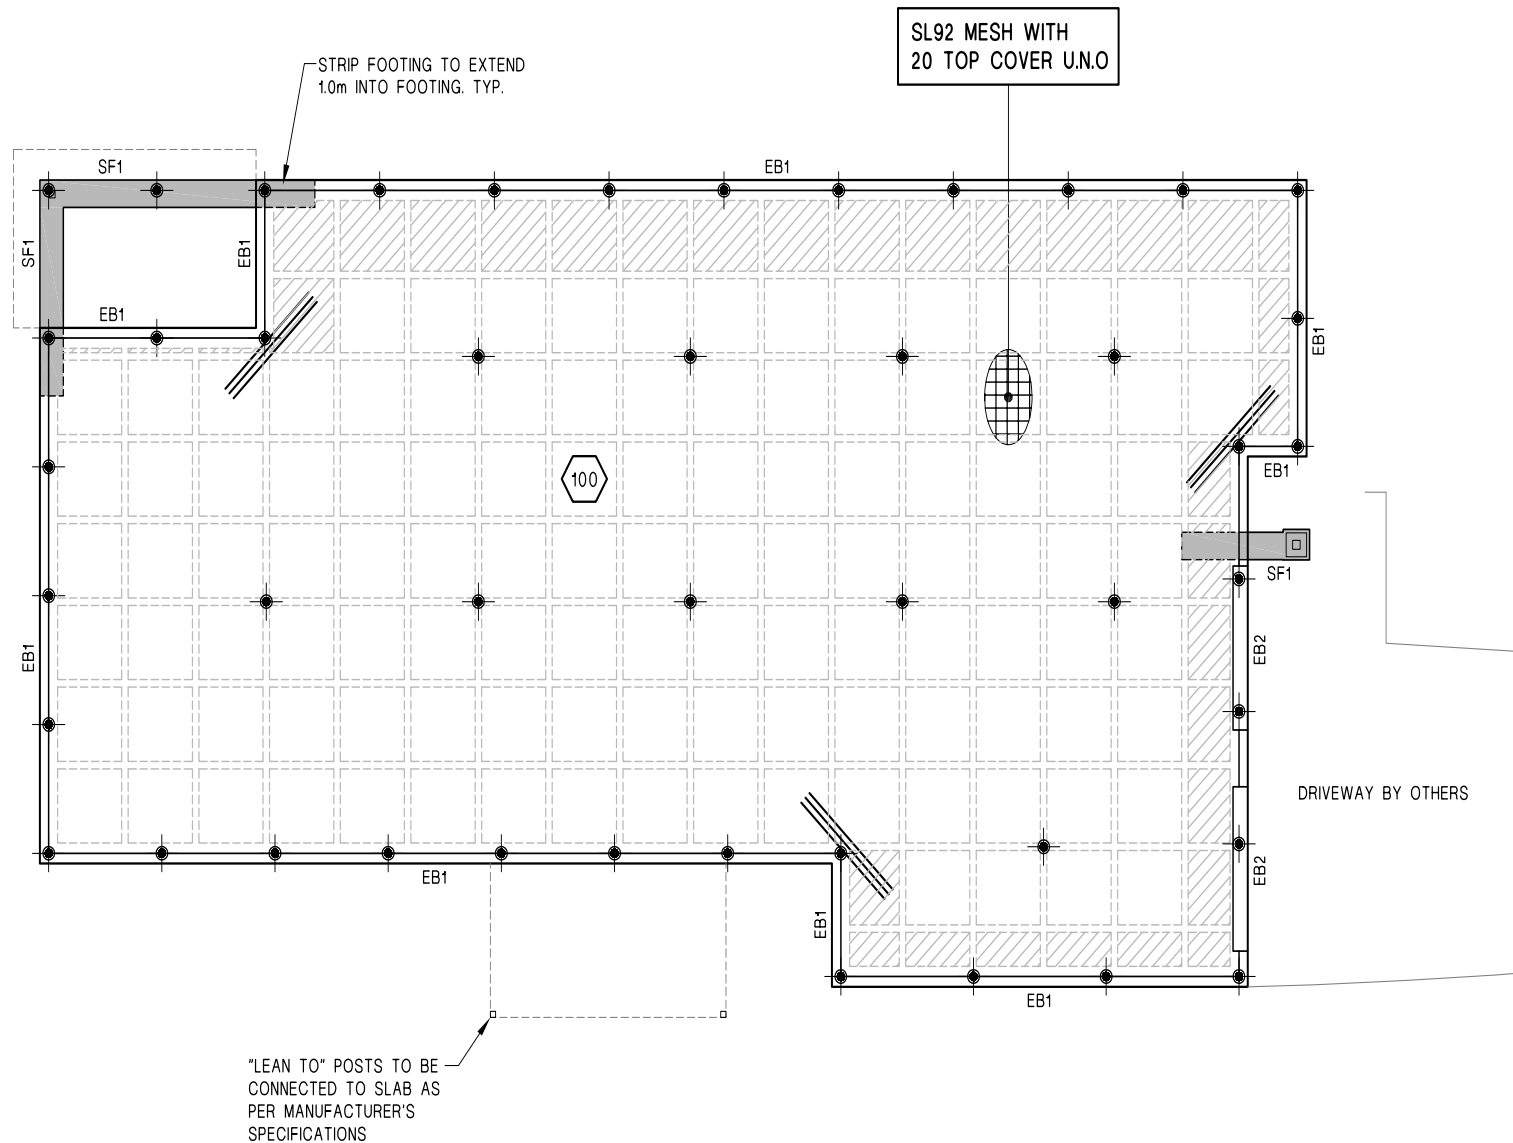 SL92 MESH WITH
20 TOP COVER U.N.O
STRIP FOOTING TO EXTEND
1.0m INTO FOOTING. TYP.
SF1
EB1
SF1
EB1
EB1
EB1
EB1
100
SF1
EB2
EB1
DRIVEWAY BY OTHERS
EB2
EB1
EB1
EB1
"LEAN TO" POSTS TO BE
CONNECTED TO SLAB AS
PER MANUFACTURER'S
SPECIFICATIONS